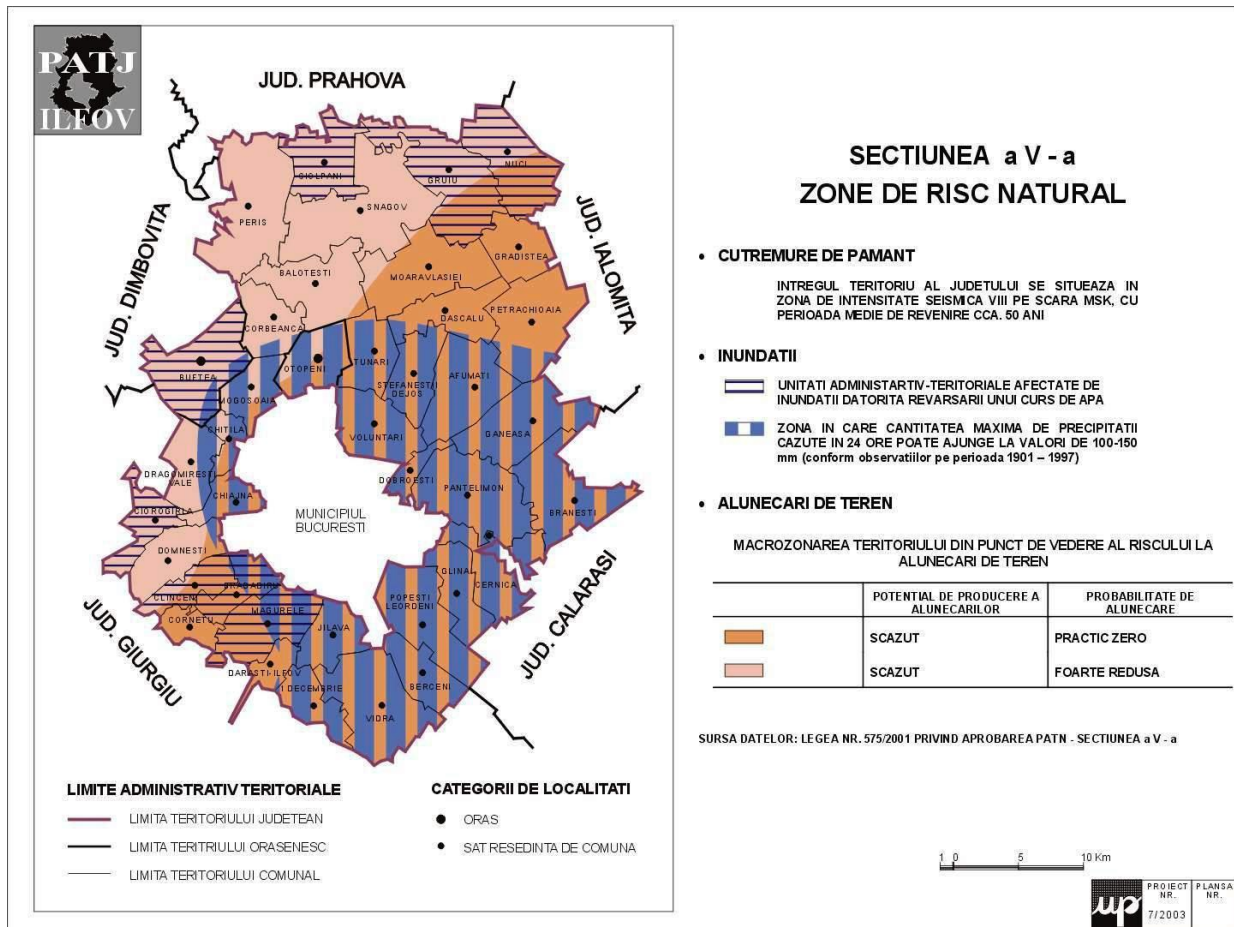 PATJ
ILFOV
JUD. PRAHOVA
JUD. DIMBOVITA
JUD. IALOMITA
JUD. CALARASI
JUD. GIURGIU
NUCI
CIOLPANI
GRUIU
PERIS
SNAGOV
GRADISTEA
MOARAVLASIEI
BALOTESTI
PETRACHIOAIA
DASCALU
CORBEANCA
OTOPENI
TUNARI
BUFTEA
STEFANESTII
DEJOS
AFUMATI
MOGOSOAIA
CHITILA
VOLUNTARI
GANEASA
DRAGOMIRESTI
VALE
DOBROESTI
PANTELIMON
CHIAJNA
BRANESTI
CIOROGIRLA
MUNICIPIUL
BUCURESTI
DOMNESTI
GLINA
CERNICA
BRAGADIRU
CLINCENI
POPESTI
LEORDENI
MAGURELE
CORNETU
JILAVA
DARASTI-ILFOV
1 DECEMBRIE
BERCENI
VIDRA
LIMITE ADMINISTRATIV TERITORIALE
LIMITA TERITORIULUI JUDETEAN
LIMITA TERITRIULUI ORASENESC
LIMITA TERITORIULUI COMUNAL
CATEGORII DE LOCALITATI
ORAS
SAT RESEDINTA DE COMUNA
SECTIUNEA a V - a
ZONE DE RISC NATURAL
• CUTREMURE DE PAMANT
INTREGUL TERITORIU AL JUDETULUI SE SITUEAZA IN
ZONA DE INTENSITATE SEISMICA VIII PE SCARA MSK, CU
PERIOADA MEDIE DE REVENIRE CCA. 50 ANI
• INUNDATII
UNITATI ADMINISTARTIV-TERITORIALE AFECTATE DE
INUNDATII DATORITA REVARSARII UNUI CURS DE APA
ZONA IN CARE CANTITATEA MAXIMA DE PRECIPITATII
CAZUTE IN 24 ORE POATE AJUNGE LA VALORI DE 100-150
mm (conform observatiilor pe perioada 1901 – 1997)
• ALUNECARI DE TEREN
MACROZONAREA TERITORIULUI DIN PUNCT DE VEDERE AL RISCULUI LA
ALUNECARI DE TEREN
POTENTIAL DE PRODUCERE A
ALUNECARILOR
PROBABILITATE DE
ALUNECARE
SCAZUT
PRACTIC ZERO
SCAZUT
FOARTE REDUSA
SURSA DATELOR: LEGEA NR. 575/2001 PRIVIND APROBAREA PATN - SECTIUNEA a V - a
1 0 5 10 Km
PROIECT
NR.
7/2003
PLANSA
NR.